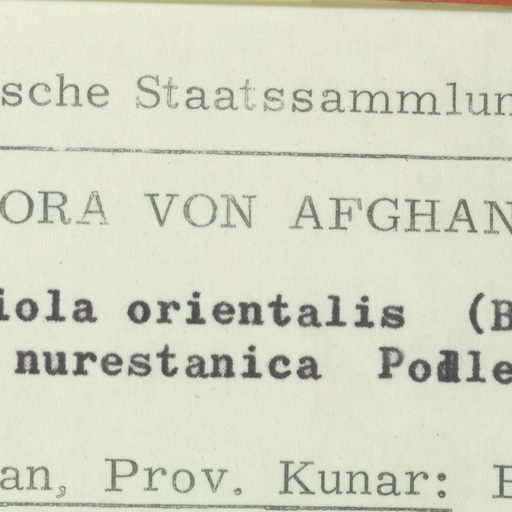 sche Staatssammlun
ORA VON AFGHAN
iola orientalis (B
nurestanica Podle
an, Prov. Kunar: